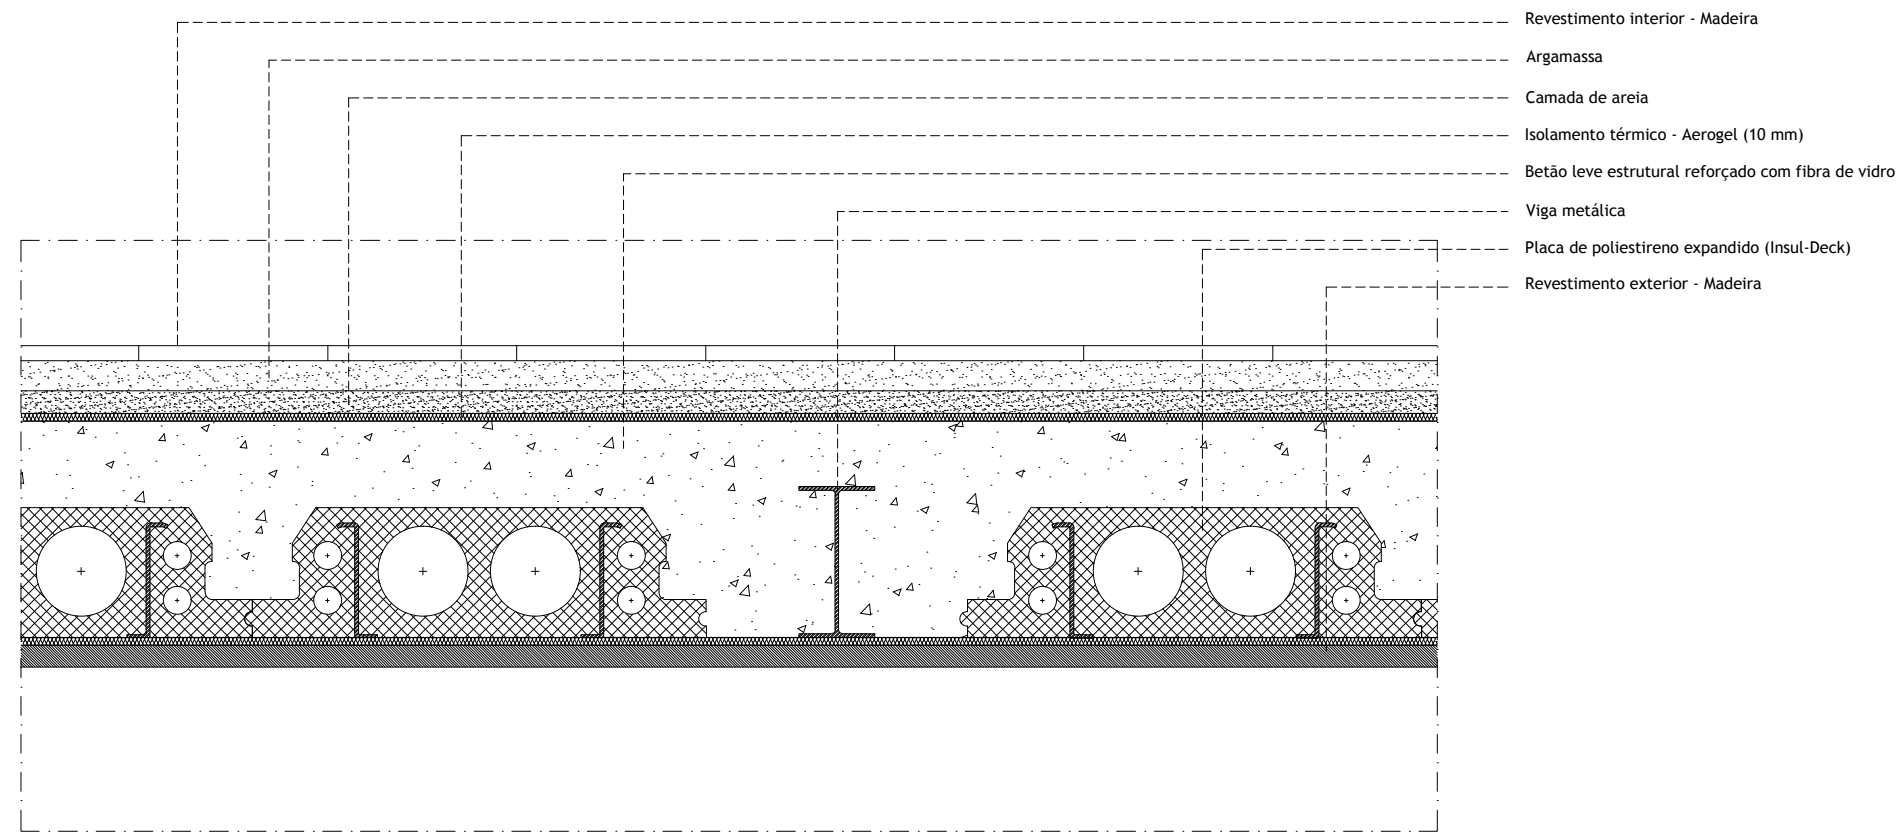 Revestimento interior - Madeira
Argamassa
Camada de areia
Isolamento térmico - Aerogel (10 mm)
Betão leve estrutural reforçado com fibra de vidro
Viga metálica
Placa de poliestireno expandido (Insul-Deck)
Revestimento exterior - Madeira